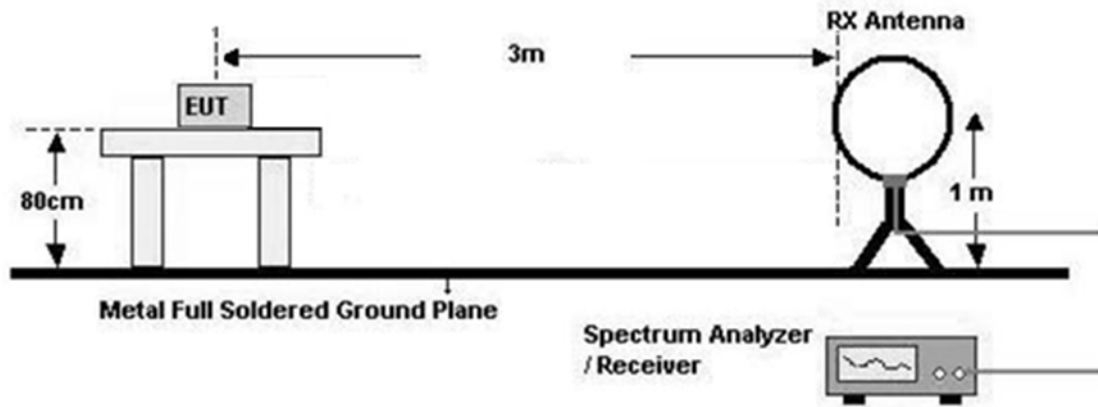 RX Antenna
3m
EUT
80cm
1 m
Metal Full Soldered Ground Plane
Spectrum Analyzer
/ Receiver